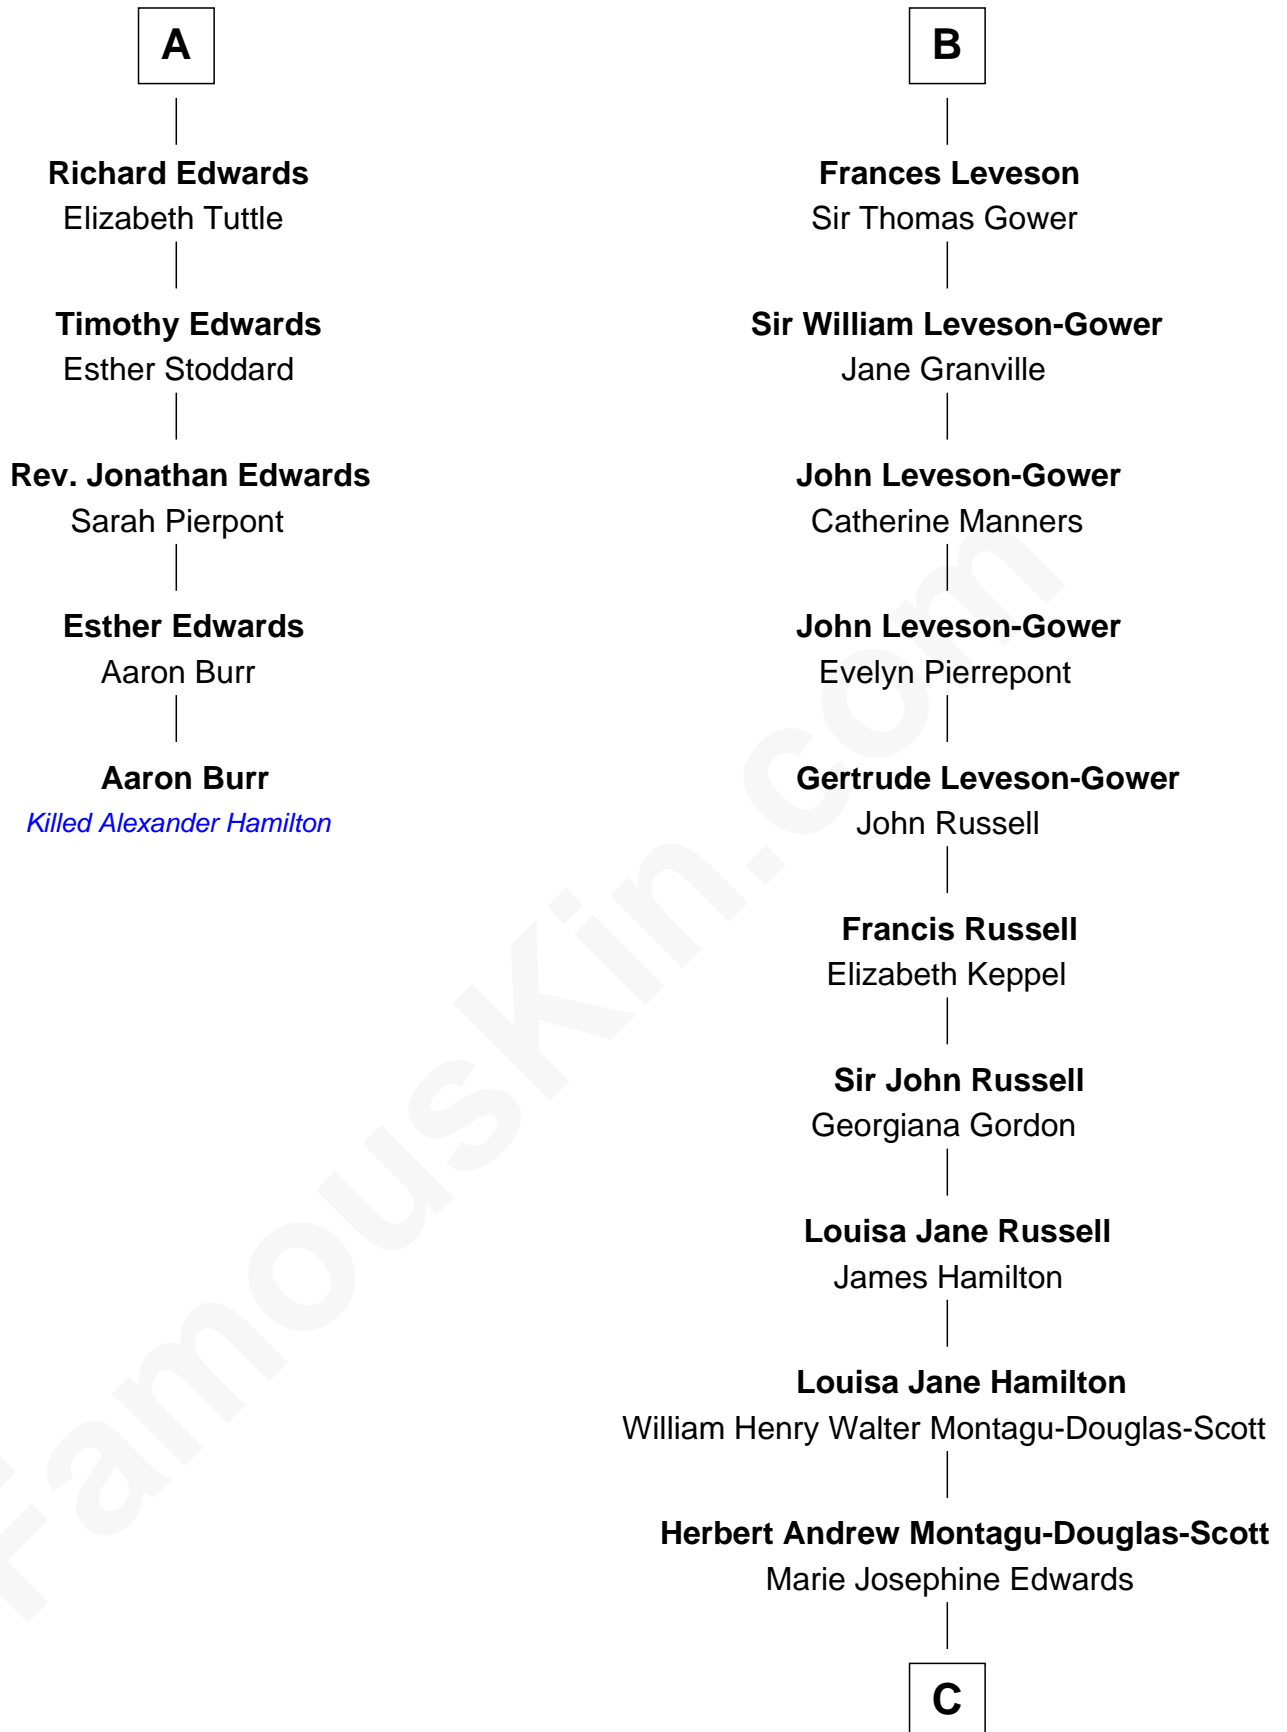 A
Richard Edwards
Elizabeth Tuttle
Timothy Edwards
Esther Stoddard
Rev. Jonathan Edwards
Sarah Pierpont
Esther Edwards
Aaron Burr
Aaron Burr
Killed Alexander Hamilton
B
Frances Leveson
Sir Thomas Gower
Sir William Leveson-Gower
Jane Granville
John Leveson-Gower
Catherine Manners
John Leveson-Gower
Evelyn Pierrepont
Gertrude Leveson-Gower
John Russell
Francis Russell
Elizabeth Keppel
Sir John Russell
Georgiana Gordon
Louisa Jane Russell
James Hamilton
Louisa Jane Hamilton
William Henry Walter Montagu-Douglas-Scott
Herbert Andrew Montagu-Douglas-Scott
Marie Josephine Edwards
C
FamousKin.com